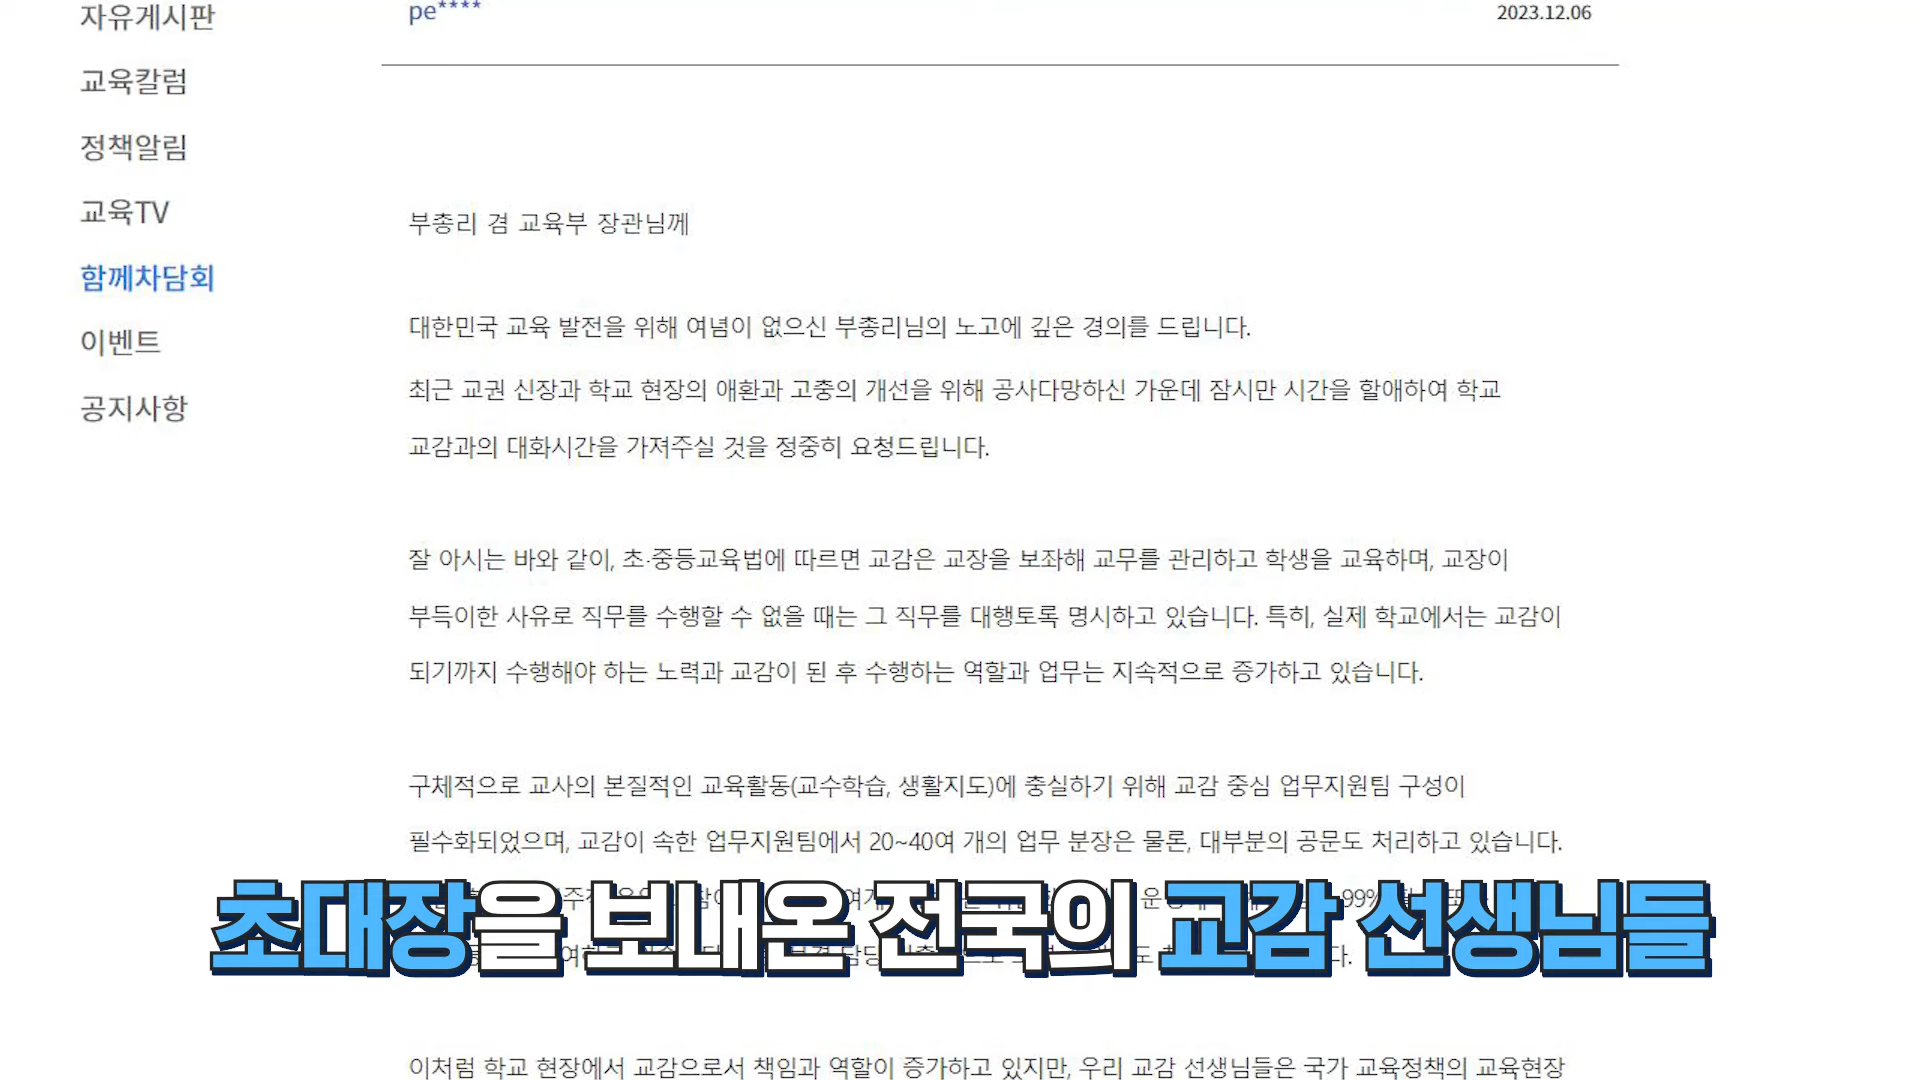 자유게시판
교육칼럼
정책알림
교육TV
함께차담회
이벤트
공지사항
pe****
2023.12.06
부총리 겸 교육부 장관님께
대한민국 교육 발전을 위해 여념이 없으신 부총리님의 노고에 깊은 경의를 드립니다.
최근 교권 신장과 학교 현장의 애환과 고충의 개선을 위해 공사다망하신 가운데 잠시만 시간을 할애하여 학교
교감과의 대화시간을 가져주실 것을 정중히 요청드립니다.
잘 아시는 바와 같이, 초·중등교육법에 따르면 교감은 교장을 보좌해 교무를 관리하고 학생을 교육하며, 교장이
부득이한 사유로 직무를 수행할 수 없을 때는 그 직무를 대행토록 명시하고 있습니다. 특히, 실제 학교에서는 교감이
되기까지 수행해야 하는 노력과 교감이 된 후 수행하는 역할과 업무는 지속적으로 증가하고 있습니다.
구체적으로 교사의 본질적인 교육활동(교수학습, 생활지도)에 충실하기 위해 교감 중심 업무지원팀 구성이
필수화되었으며, 교감이 속한 업무지원팀에서 20~40여 개의 업무 분장은 물론, 대부분의 공문도 처리하고 있습니다.
초대장을 보내온 전국의 교감 선생님들
이처럼 학교 현장에서 교감으로서 책임과 역할이 증가하고 있지만, 우리 교감 선생님들은 국가 교육정책의 교육현장